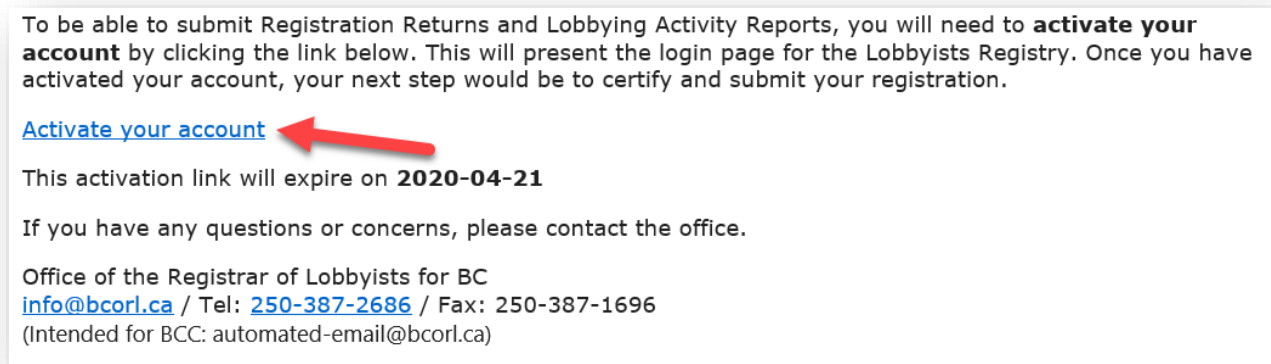 To be able to submit Registration Returns and Lobbying Activity Reports, you will need to activate your
account by clicking the link below. This will present the login page for the Lobbyists Registry. Once you have
activated your account, your next step would be to certify and submit your registration.
Activate your account
This activation link will expire on 2020-04-21
If you have any questions or concerns, please contact the office.
Office of the Registrar of Lobbyists for BC
info@bcorl.ca / Tel: 250-387-2686 / Fax: 250-387-1696
(Intended for BCC: automated-email@bcorl.ca)